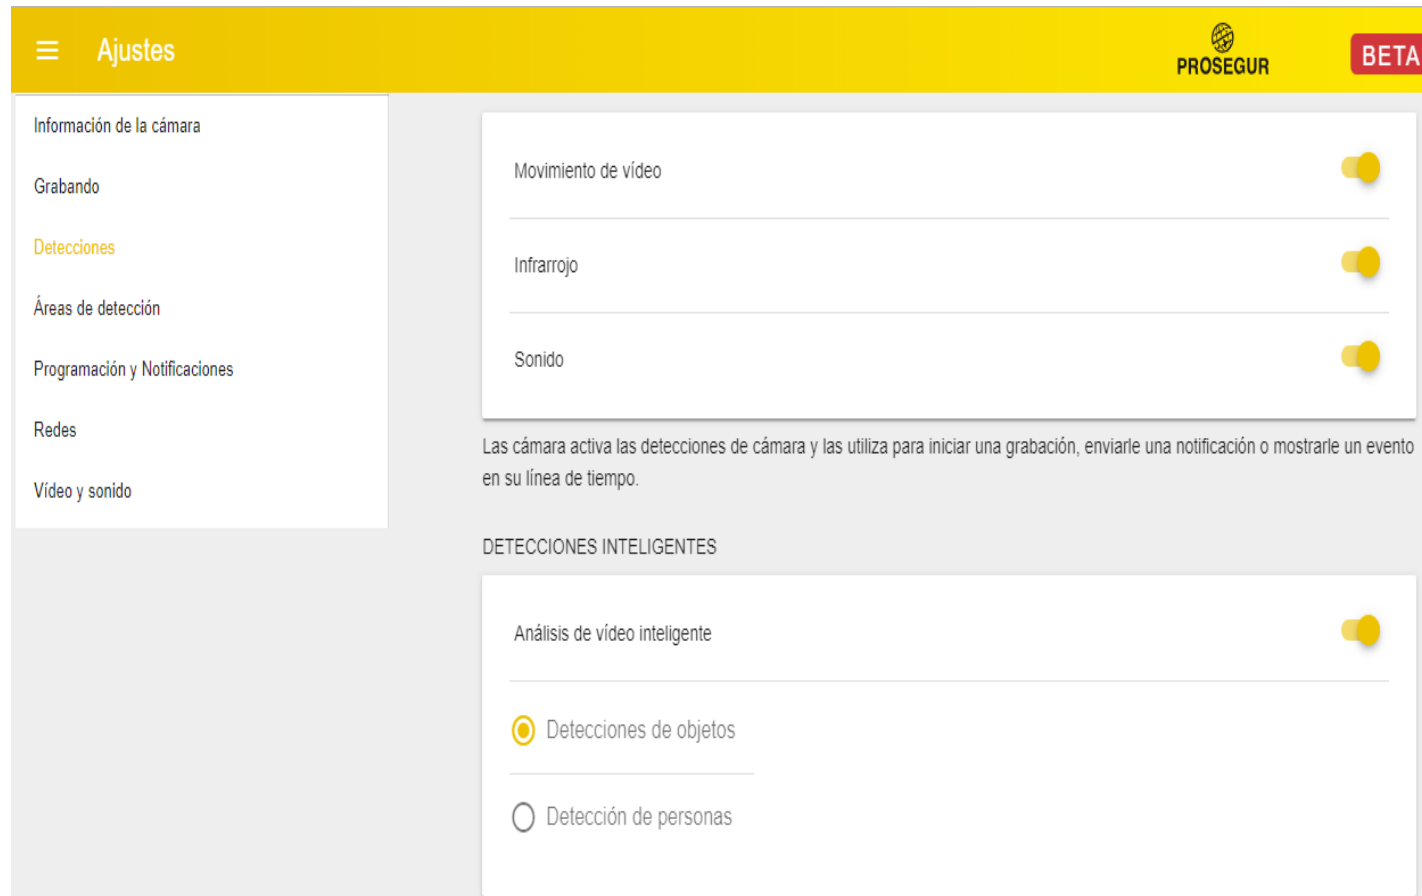 Ajustes
PROSEGUR
BETA
Información de la cámara
Grabando
Detecciones
Áreas de detección
Programación y Notificaciones
Redes
Vídeo y sonido
Movimiento de vídeo
Infrarrojo
Sonido
Las cámara activa las detecciones de cámara y las utiliza para iniciar una grabación, enviarle una notificación o mostrarle un evento
en su línea de tiempo.
DETECCIONES INTELIGENTES
Análisis de vídeo inteligente
Detecciones de objetos
Detección de personas